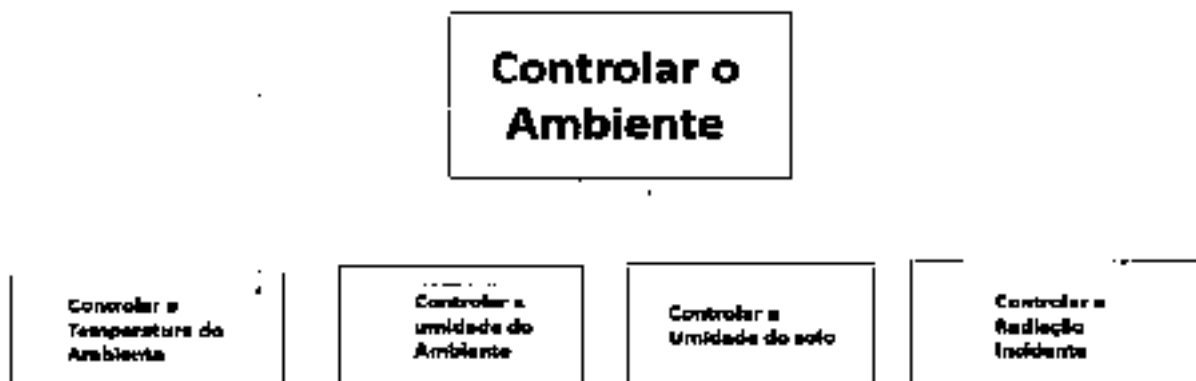 Controlar o
Ambiente
Controlar a
Temperatura do
Ambiente
Controlar a
umidade do
Ambiente
Controlar a
Umidade do solo
Controlar a
Radiação
Incidente